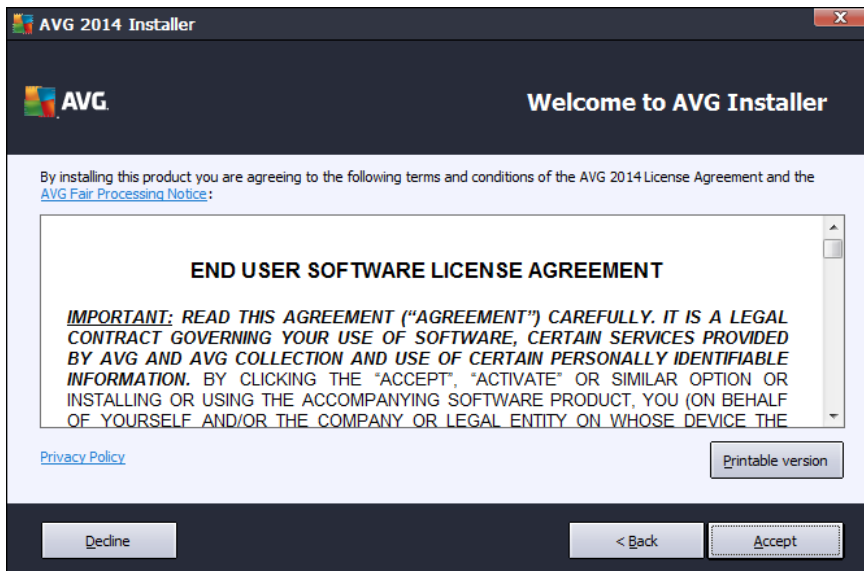 AVG 2014 Installer
AVG.
Welcome to AVG Installer
By installing this product you are agreeing to the following terms and conditions of the AVG 2014 License Agreement and the
AVG Fair Processing Notice:
END USER SOFTWARE LICENSE AGREEMENT
IMPORTANT: READ THIS AGREEMENT (“AGREEMENT”) CAREFULLY. IT IS A LEGAL
CONTRACT GOVERNING YOUR USE OF SOFTWARE, CERTAIN SERVICES PROVIDED
BY AVG AND AVG COLLECTION AND USE OF CERTAIN PERSONALLY IDENTIFIABLE
INFORMATION. BY CLICKING THE “ACCEPT”, “ACTIVATE” OR SIMILAR OPTION OR
INSTALLING OR USING THE ACCOMPANYING SOFTWARE PRODUCT, YOU (ON BEHALF
OF YOURSELF AND/OR THE COMPANY OR LEGAL ENTITY ON WHOSE DEVICE THE
Privacy Policy
Printable version
Decline
< Back
Accept